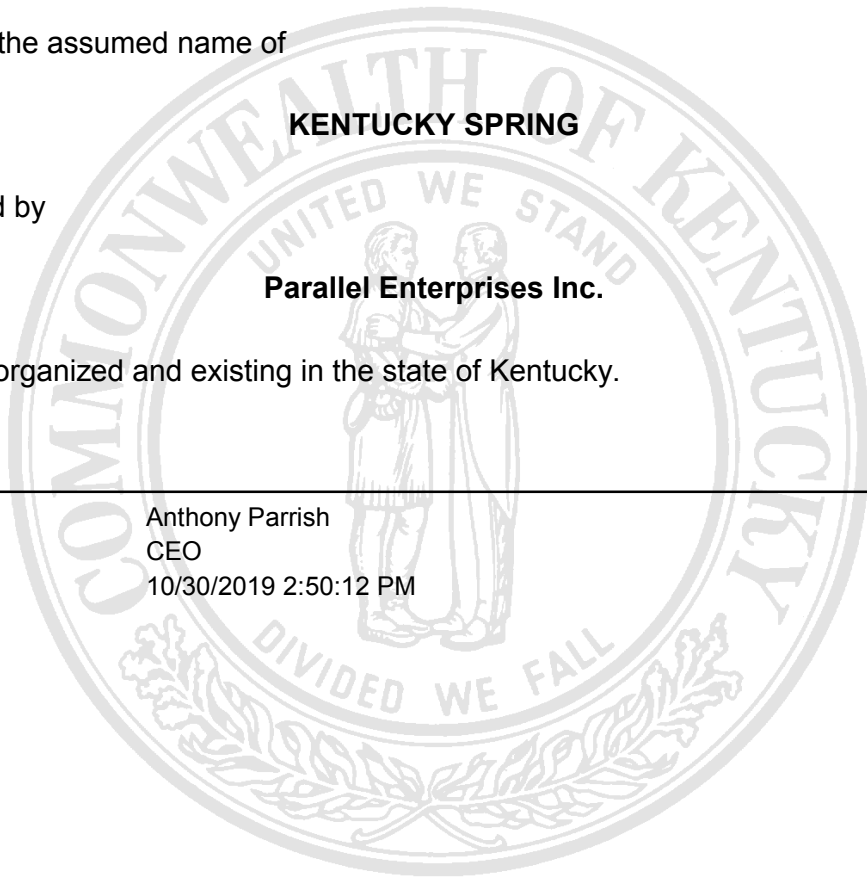 the assumed name of
KENTUCKY SPRING
d by
Parallel Enterprises Inc.
organized and existing in the state of Kentucky.
Anthony Parrish
CEO
10/30/2019 2:50:12 PM
COMMONWEALTH OF KENTUCKY
UNITED WE STAND
DIVIDED WE FALL